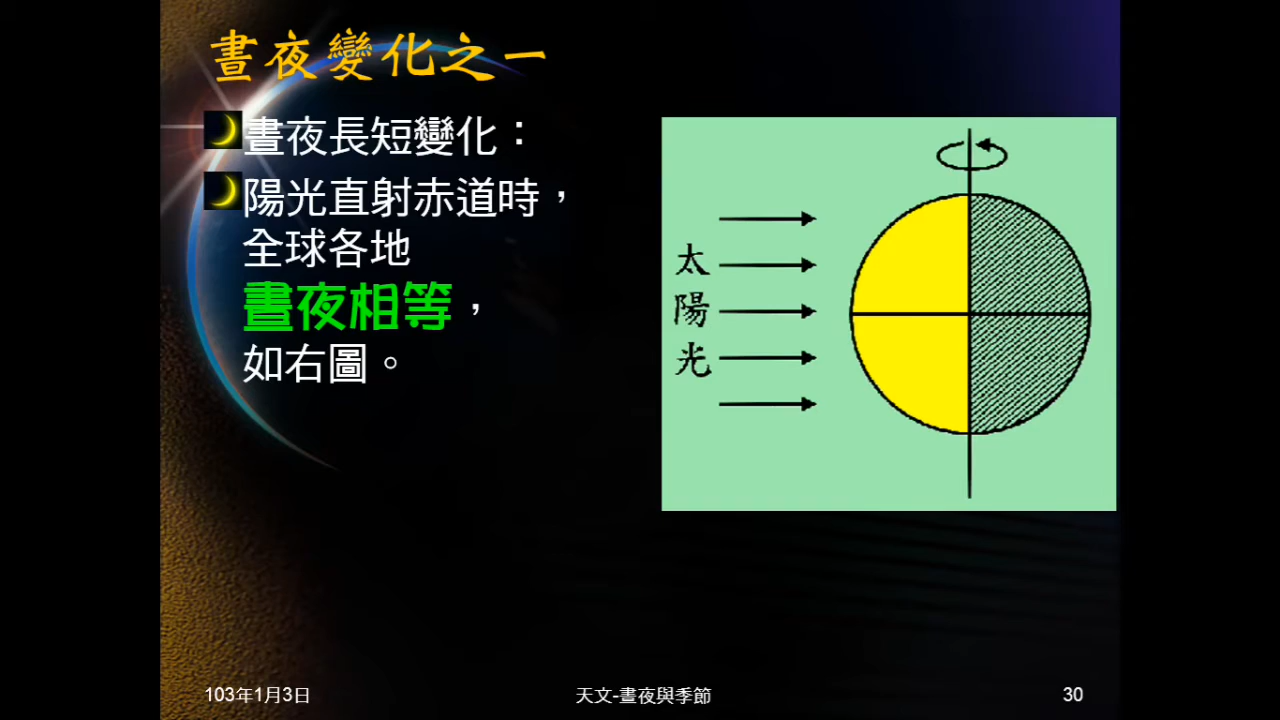 晝夜變化之一
晝夜長短變化：
陽光直射赤道時，
全球各地
晝夜相等，
如右圖。
太陽光
103年1月3日
天文-晝夜與季節
30